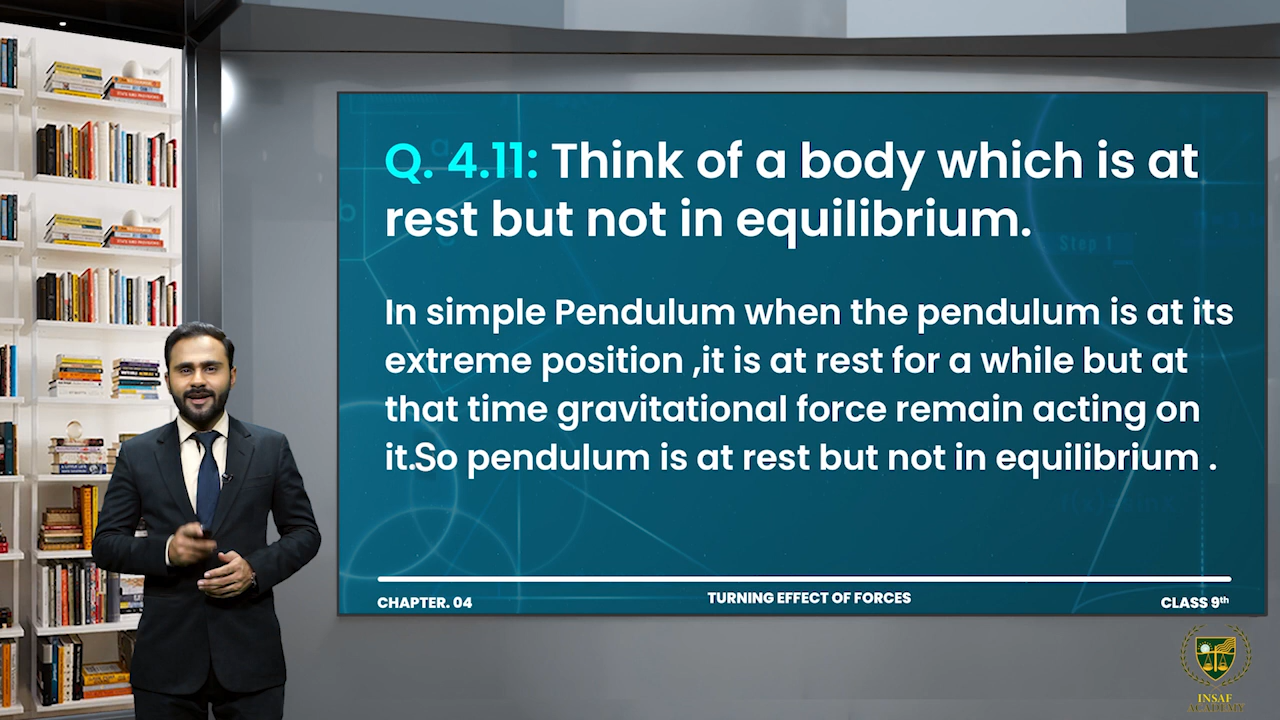 Q. 4.11: Think of a body which is at
rest but not in equilibrium.
In simple Pendulum when the pendulum is at its
extreme position ,it is at rest for a while but at
that time gravitational force remain acting on
it.So pendulum is at rest but not in equilibrium .
CHAPTER. 04
TURNING EFFECT OF FORCES
CLASS 9th
Step 1
INSAF
ACADEMY